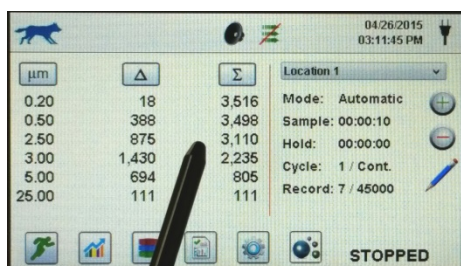 04/26/2015
03:11:45 PM
µm Δ Σ
0.20 18 3,516
0.50 388 3,498
2.50 875 3,110
3.00 1,430 2,235
5.00 694 805
25.00 111 111
Location 1
Mode: Automatic
Sample: 00:00:10
Hold: 00:00:00
Cycle: 1 / Cont.
Record: 7 / 45000
STOPPED